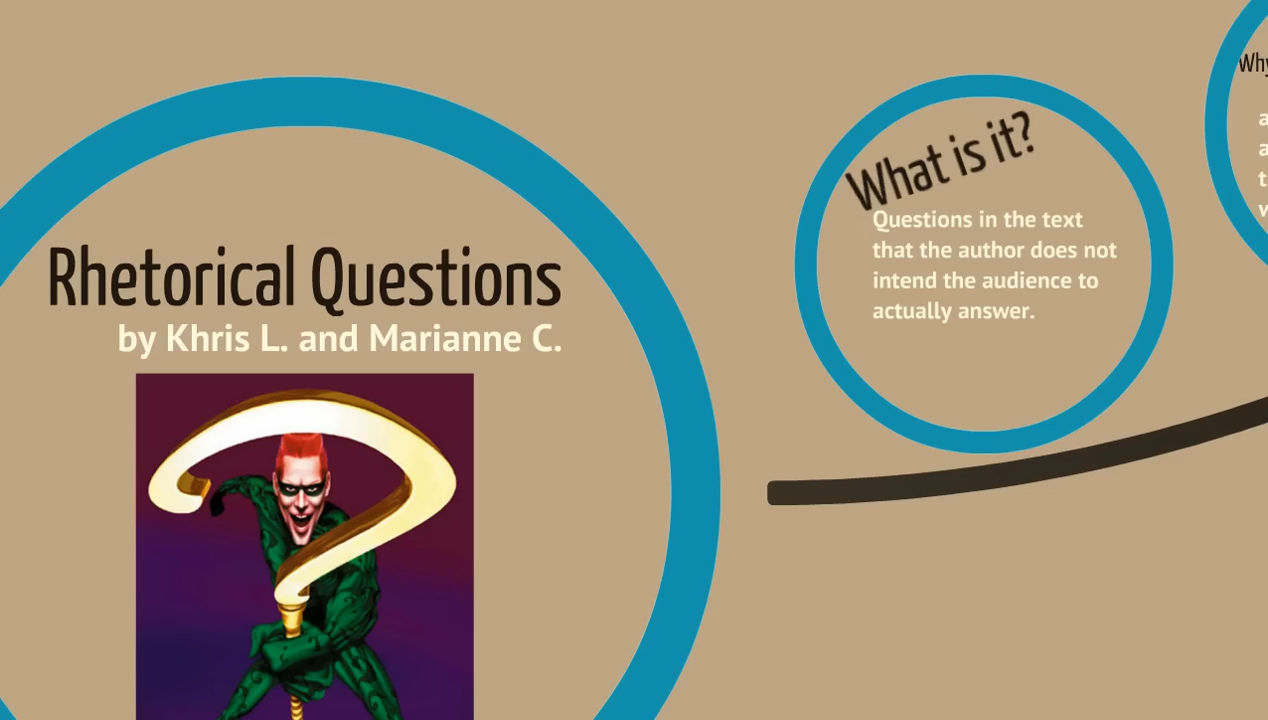 Rhetorical Questions
by Khris L. and Marianne C.
What is it?
Questions in the text
that the author does not
intend the audience to
actually answer.
Why